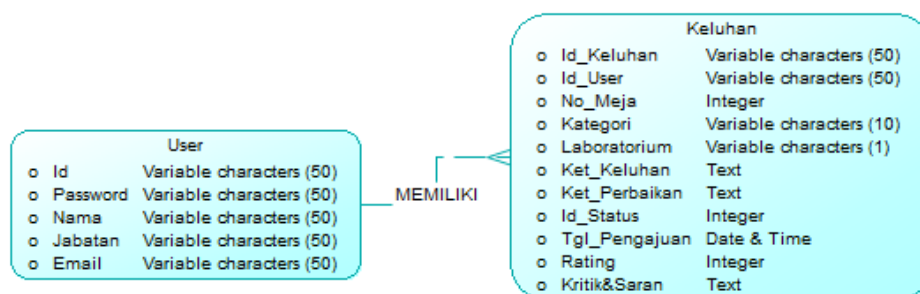 User
o Id Variable characters (50)
o Password Variable characters (50)
o Nama Variable characters (50)
o Jabatan Variable characters (50)
o Email Variable characters (50)
MEMILIKI
Keluhan
o Id_Keluhan Variable characters (50)
o Id_User Variable characters (50)
o No_Meja Integer
o Kategori Variable characters (10)
o Laboratorium Variable characters (1)
o Ket_Keluhan Text
o Ket_Perbaikan Text
o Id_Status Integer
o Tgl_Pengajuan Date & Time
o Rating Integer
o Kritik&Saran Text